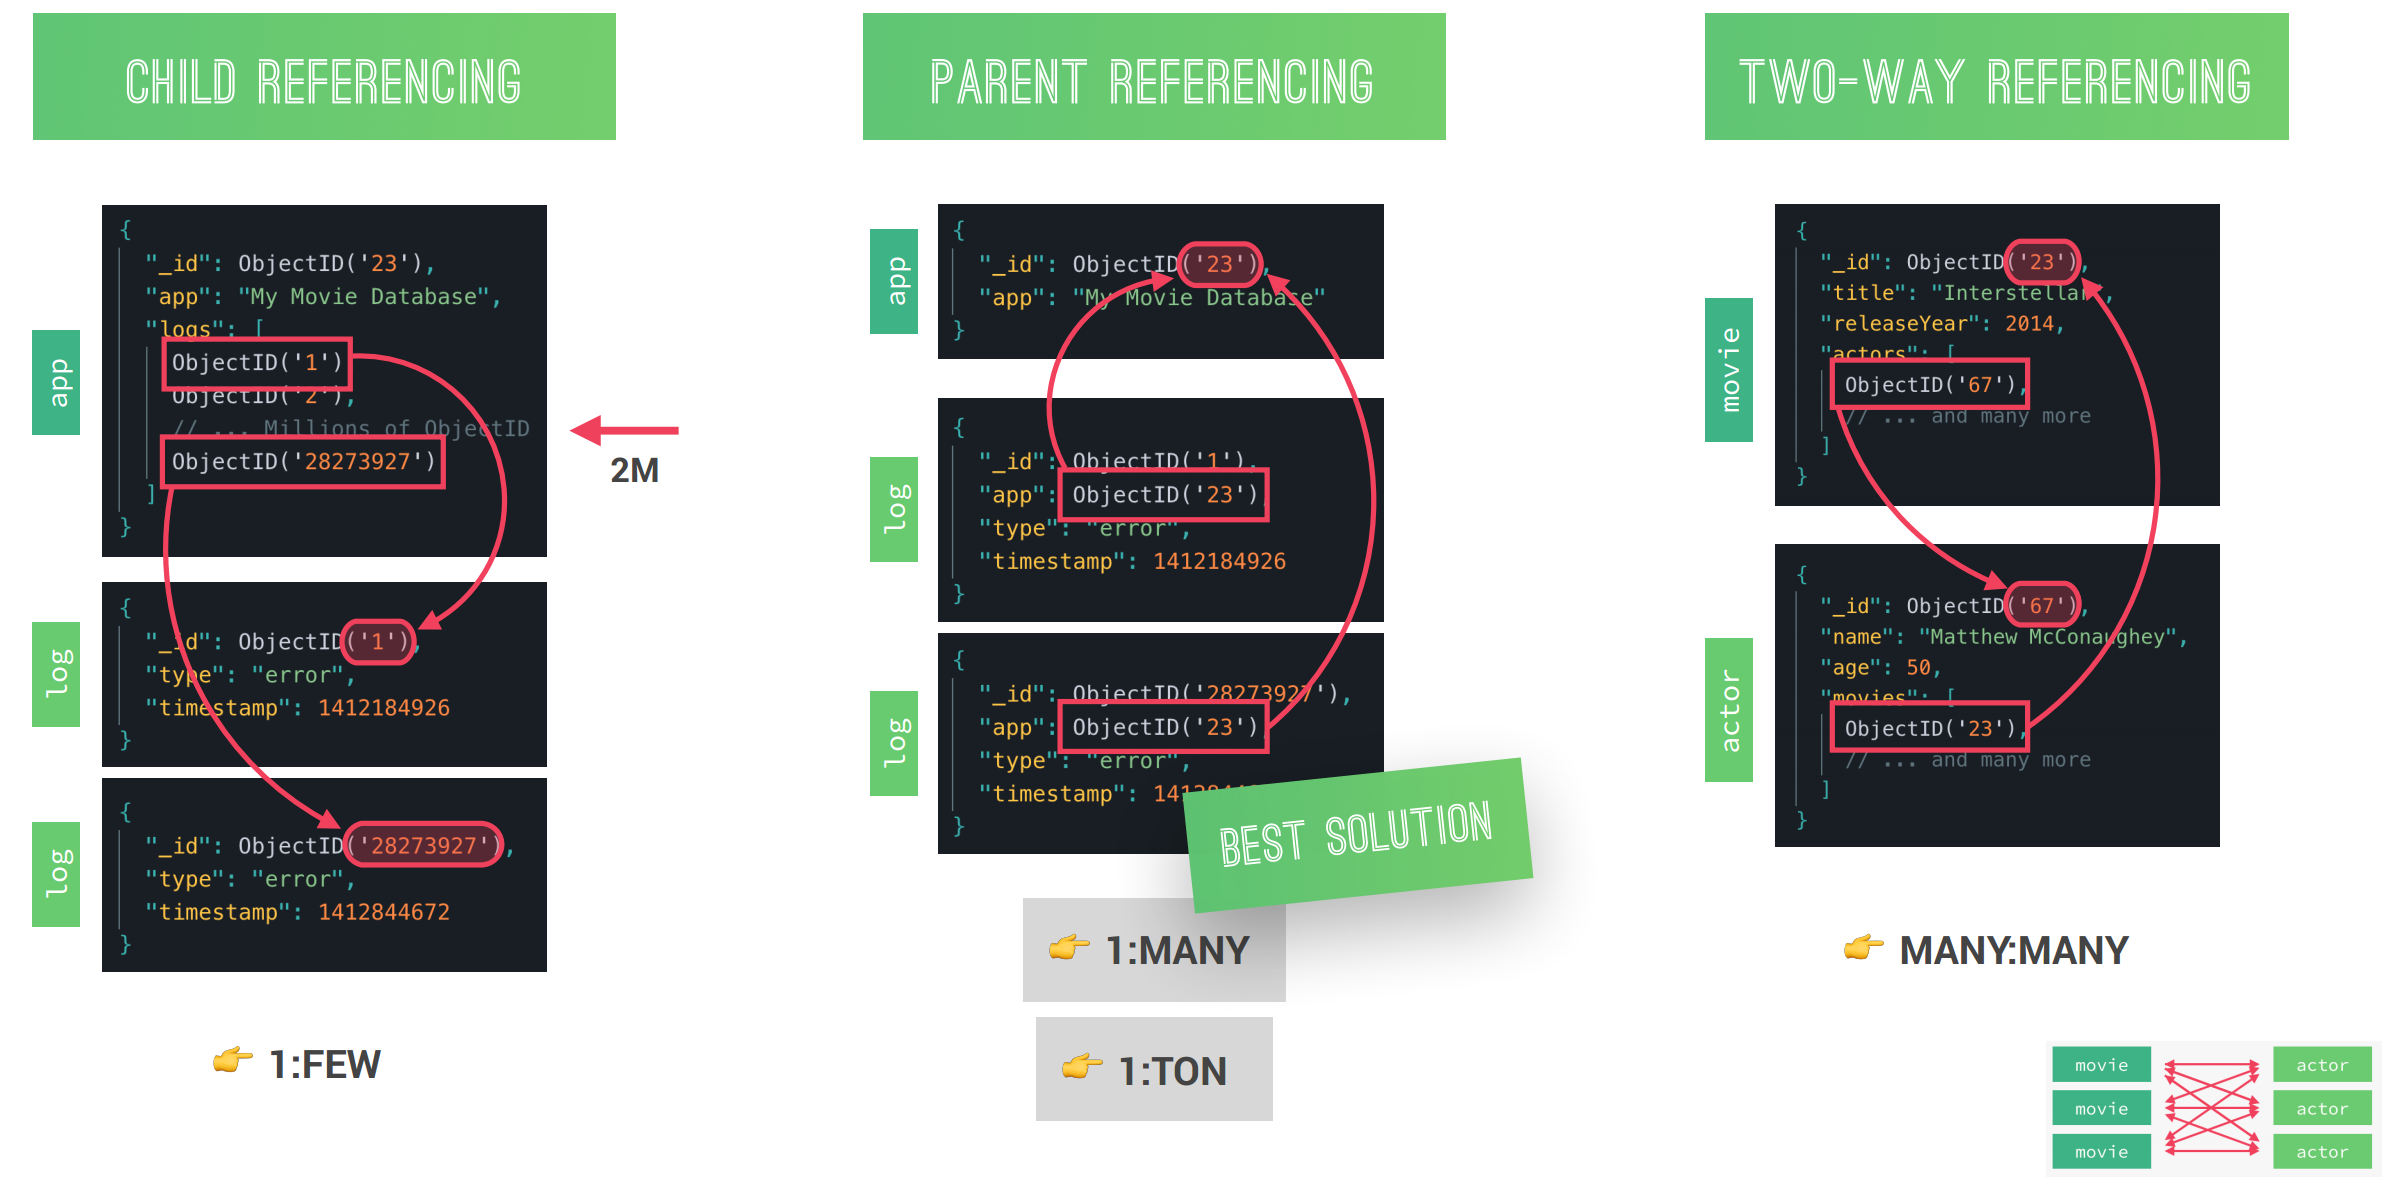 CHILD REFERENCING
app
{
"_id": ObjectID('23'),
"app": "My Movie Database",
"logs": [
ObjectID('1')
ObjectID('2'),
// ... Millions of ObjectID
ObjectID('28273927')
]
}
2M
log
{
"_id": ObjectID('1'),
"type": "error",
"timestamp": 1412184926
}
log
{
"_id": ObjectID('28273927'),
"type": "error",
"timestamp": 1412844672
}
👉 1:FEW
PARENT REFERENCING
app
{
"_id": ObjectID('23'),
"app": "My Movie Database"
}
log
{
"_id": ObjectID('1'),
"app": ObjectID('23'),
"type": "error",
"timestamp": 1412184926
}
log
{
"_id": ObjectID('28273927'),
"app": ObjectID('23'),
"type": "error",
"timestamp":
}
BEST SOLUTION
👉 1:MANY
👉 1:TON
TWO-WAY REFERENCING
movie
{
"_id": ObjectID('23'),
"title": "Interstellar",
"releaseYear": 2014,
"actors": [
ObjectID('67'),
// ... and many more
]
}
actor
{
"_id": ObjectID('67'),
"name": "Matthew McConaughey",
"age": 50,
"movies": [
ObjectID('23'),
// ... and many more
]
}
👉 MANY:MANY
movie actor
movie actor
movie actor